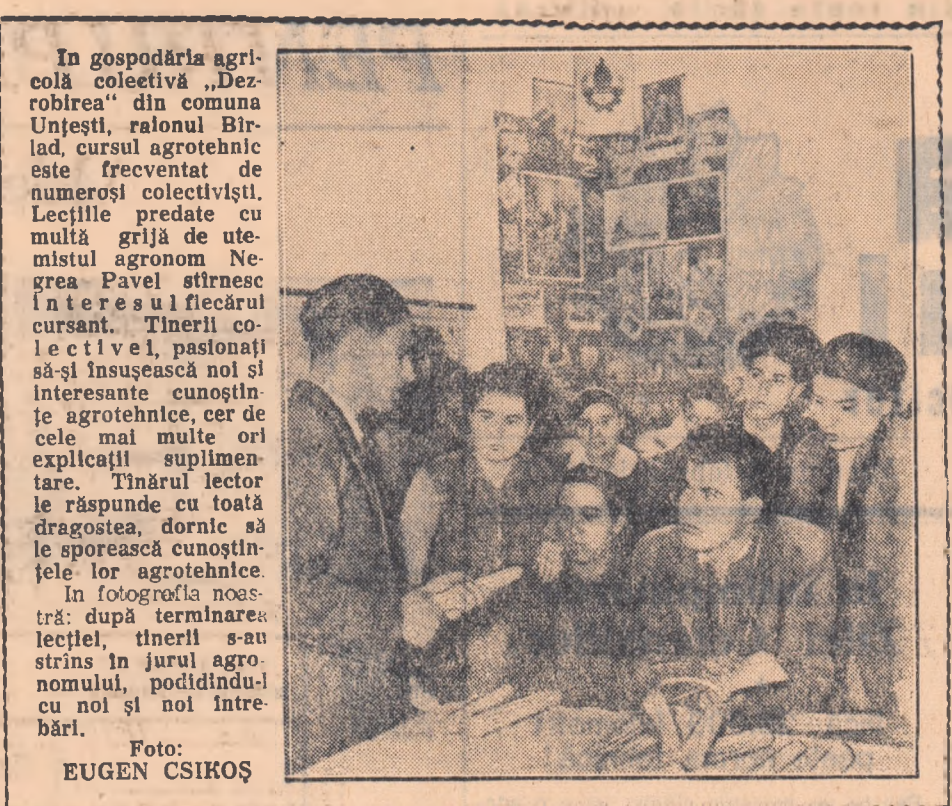 In gospodăria agri-
colă colectivă „Dez-
robirea“ din comuna
Unțești, raionul Bîr-
lad, cursul agrotehnic
este frecventat de
numeroși colectiviști.
Lecțiile predate cu
multă grijă de ute-
mistul agronom Ne-
grea Pavel stîrnesc
interesul fiecărui
cursant. Tinerii co-
lectivei, pasionați
să-și însușească noi și
interesante cunoștin-
țe agrotehnice, cer de
cele mai multe ori
explicații suplimen-
tare. Tînărul lector
le răspunde cu toată
dragostea, dornic să
le sporească cunoștin-
țele lor agrotehnice.
In fotografia noas-
tră: după terminarea
lecției, tinerii s-au
strîns în jurul agro-
nomului, podidindu-l
cu noi și noi între-
bări.
Foto:
EUGEN CSIKOȘ